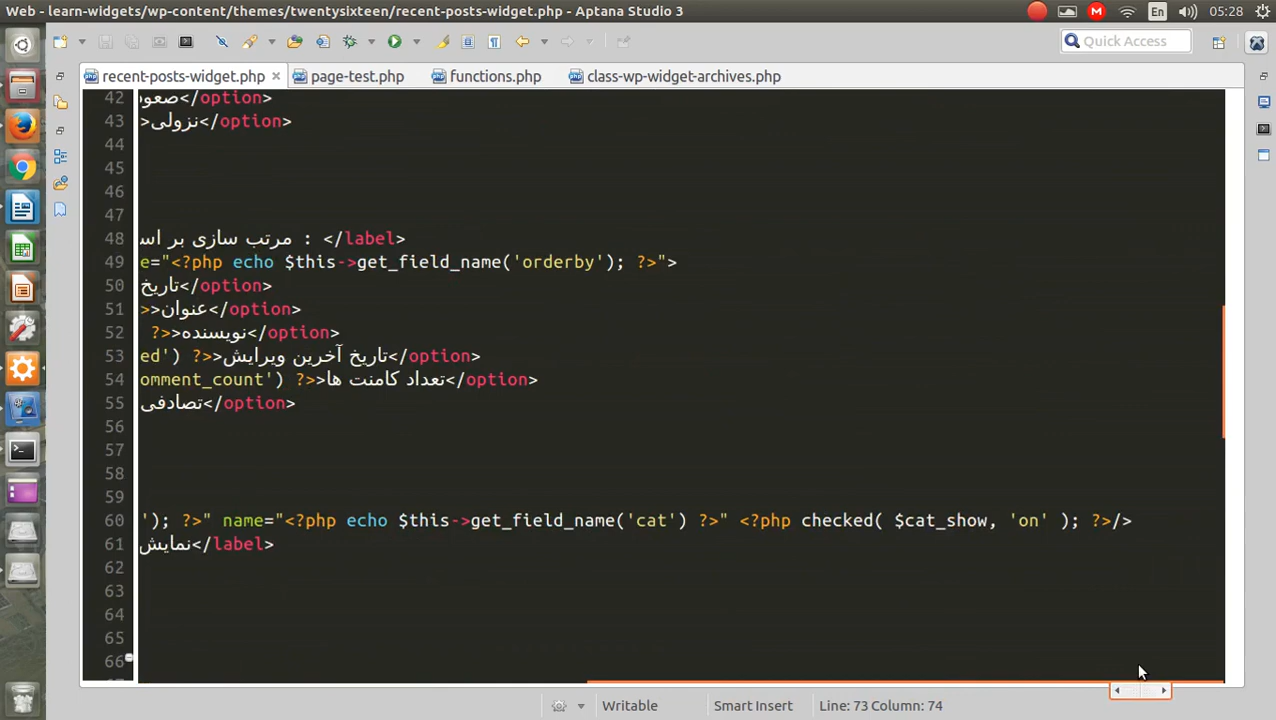 Web - learn-widgets/wp-content/themes/twentysixteen/recent-posts-widget.php - Aptana Studio 3
En
05:28
Quick Access
recent-posts-widget.php
page-test.php
functions.php
class-wp-widget-archives.php
42 صعود</option>
43 >نزولی</option>
44
45
46
47
48 مرتب سازی بر اس : </label>
49 e="<?php echo $this->get_field_name('orderby'); ?>">
50 تاریخ</option>
51 ><عنوان</option>
52 ?>>نویسنده</option>
53 ed') ?>>تاریخ آخرین ویرایش</option>
54 omment_count') ?>>تعداد کامنت ها</option>
55 تصادفی</option>
56
57
58
59
60 '); ?>" name="<?php echo $this->get_field_name('cat') ?>" <?php checked( $cat_show, 'on' ); ?>/>
61 نمایش</label>
62
63
64
65
66
Writable
Smart Insert
Line: 73 Column: 74